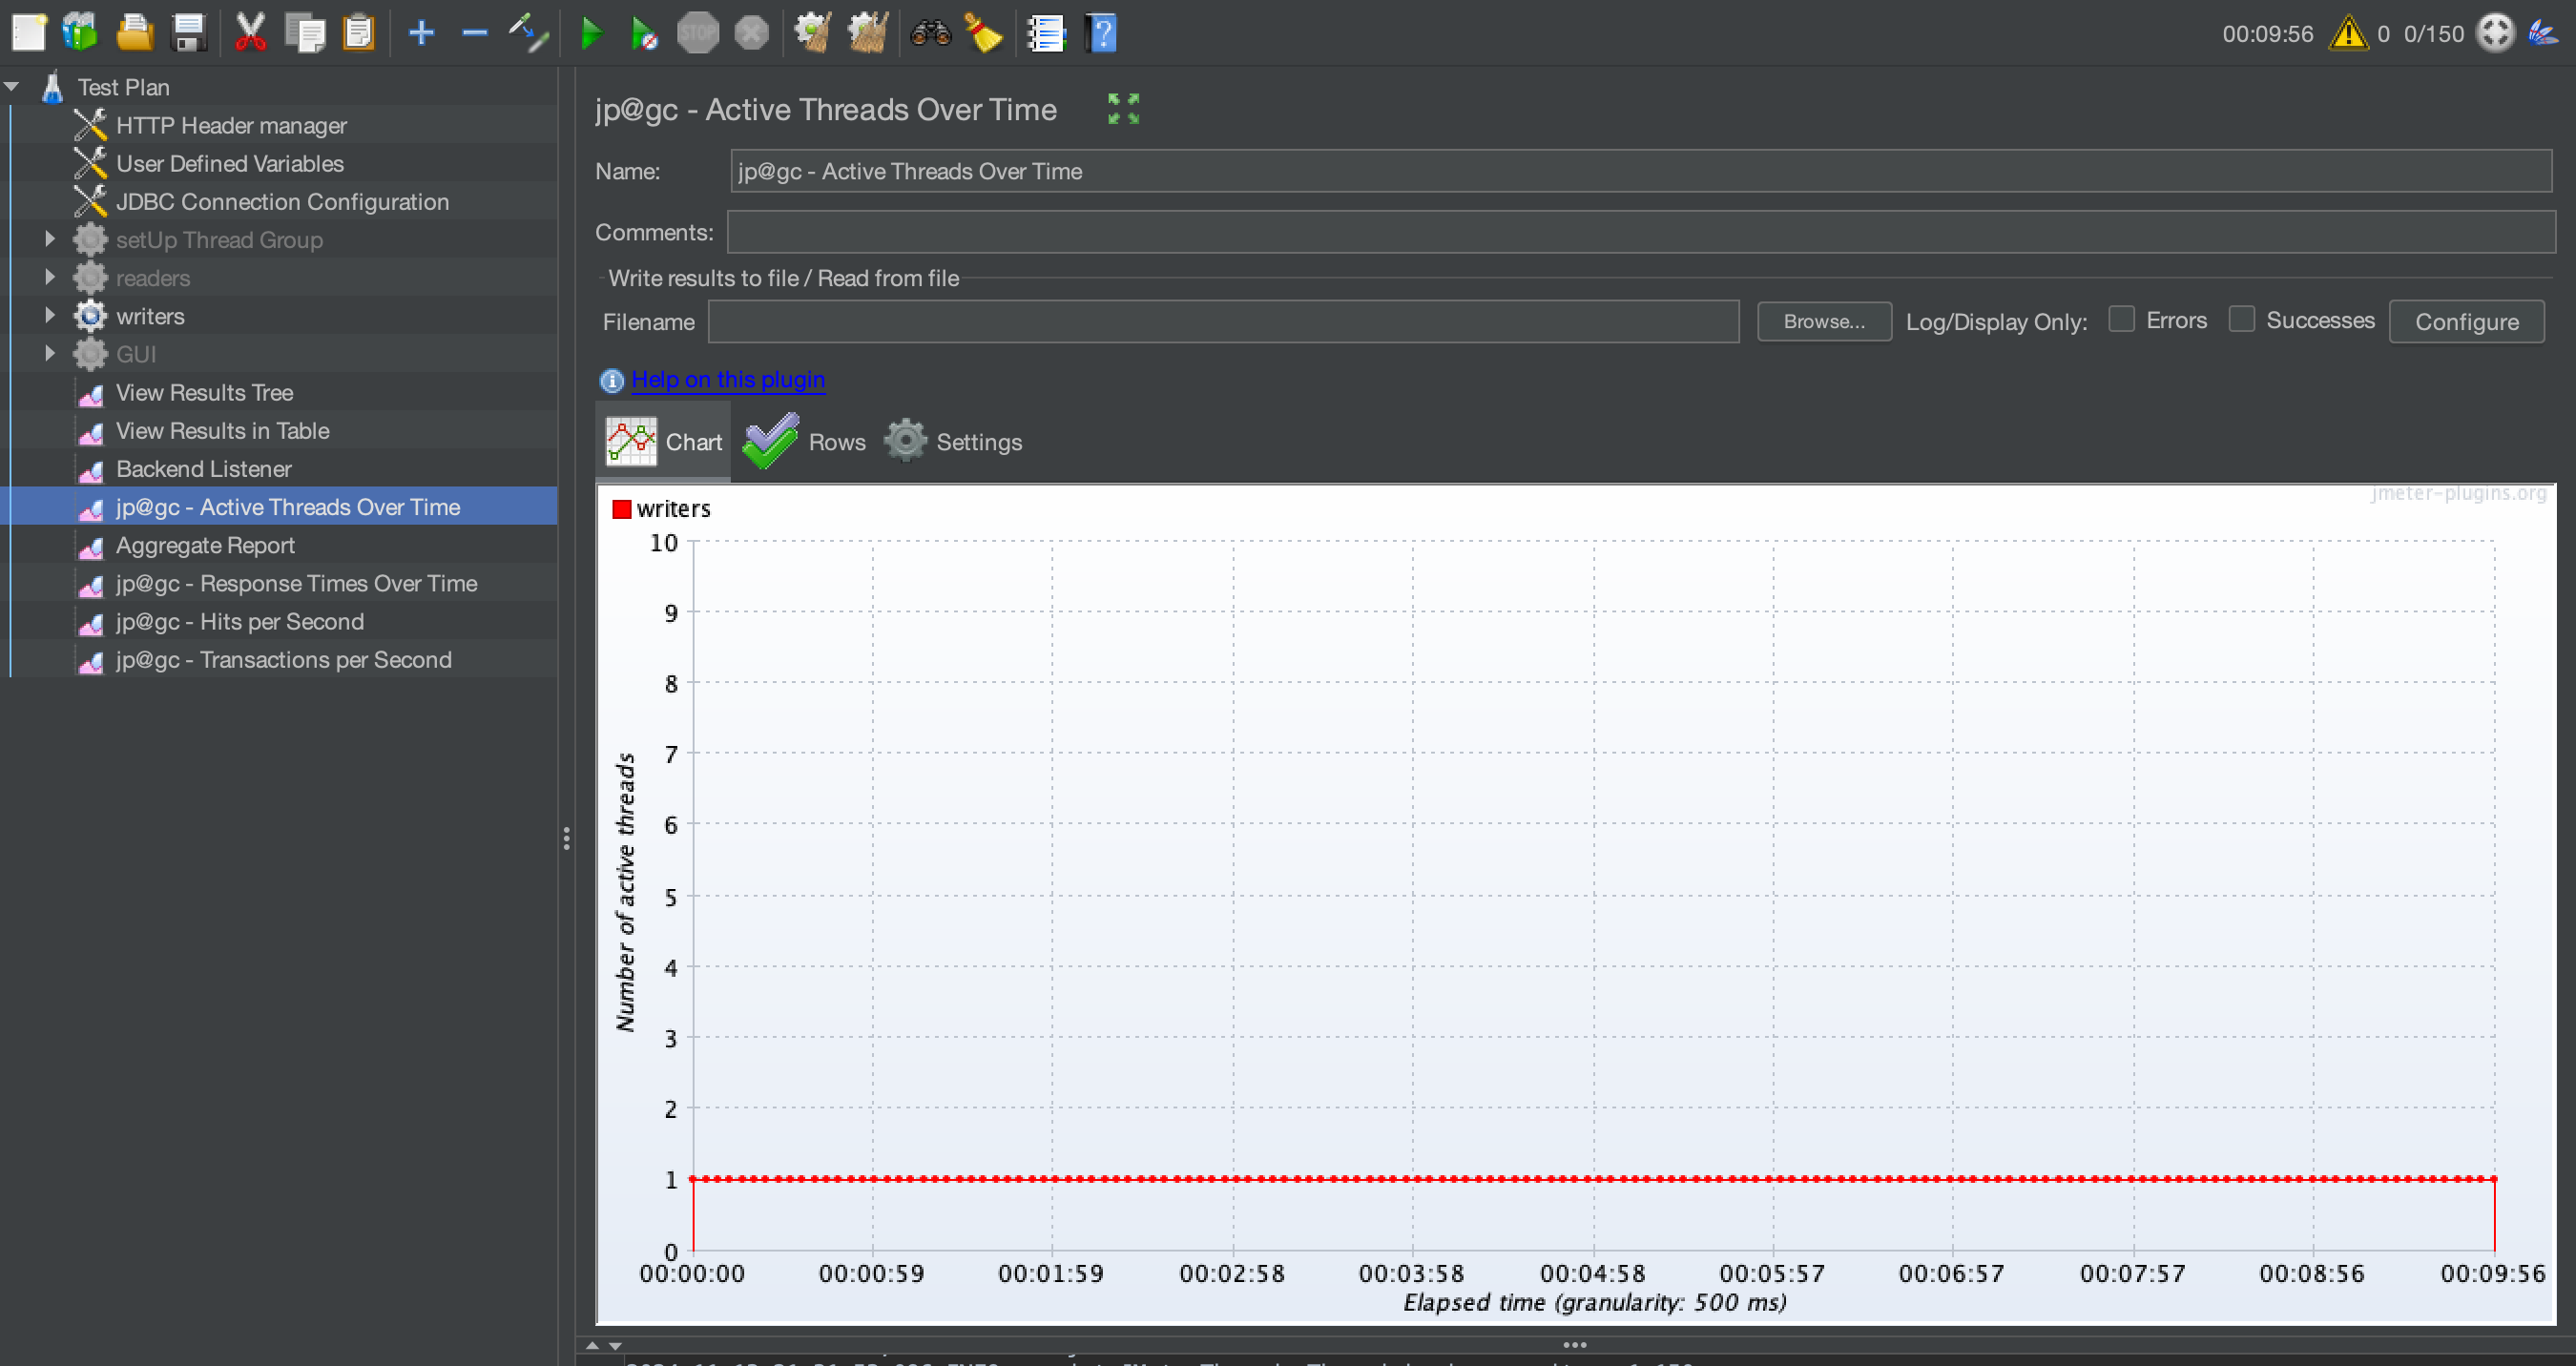 STOP
00:09:56 0 0/150
Test Plan
HTTP Header manager
User Defined Variables
JDBC Connection Configuration
setUp Thread Group
readers
writers
GUI
View Results Tree
View Results in Table
Backend Listener
jp@gc - Active Threads Over Time
Aggregate Report
jp@gc - Response Times Over Time
jp@gc - Hits per Second
jp@gc - Transactions per Second
jp@gc - Active Threads Over Time
Name: jp@gc - Active Threads Over Time
Comments:
Write results to file / Read from file
Filename Browse... Log/Display Only: Errors Successes Configure
Help on this plugin
Chart Rows Settings
jmeter-plugins.org
writers
10
9
8
7
6
5
4
3
2
1
0
Number of active threads
00:00:00 00:00:59 00:01:59 00:02:58 00:03:58 00:04:58 00:05:57 00:06:57 00:07:57 00:08:56 00:09:56
Elapsed time (granularity: 500 ms)